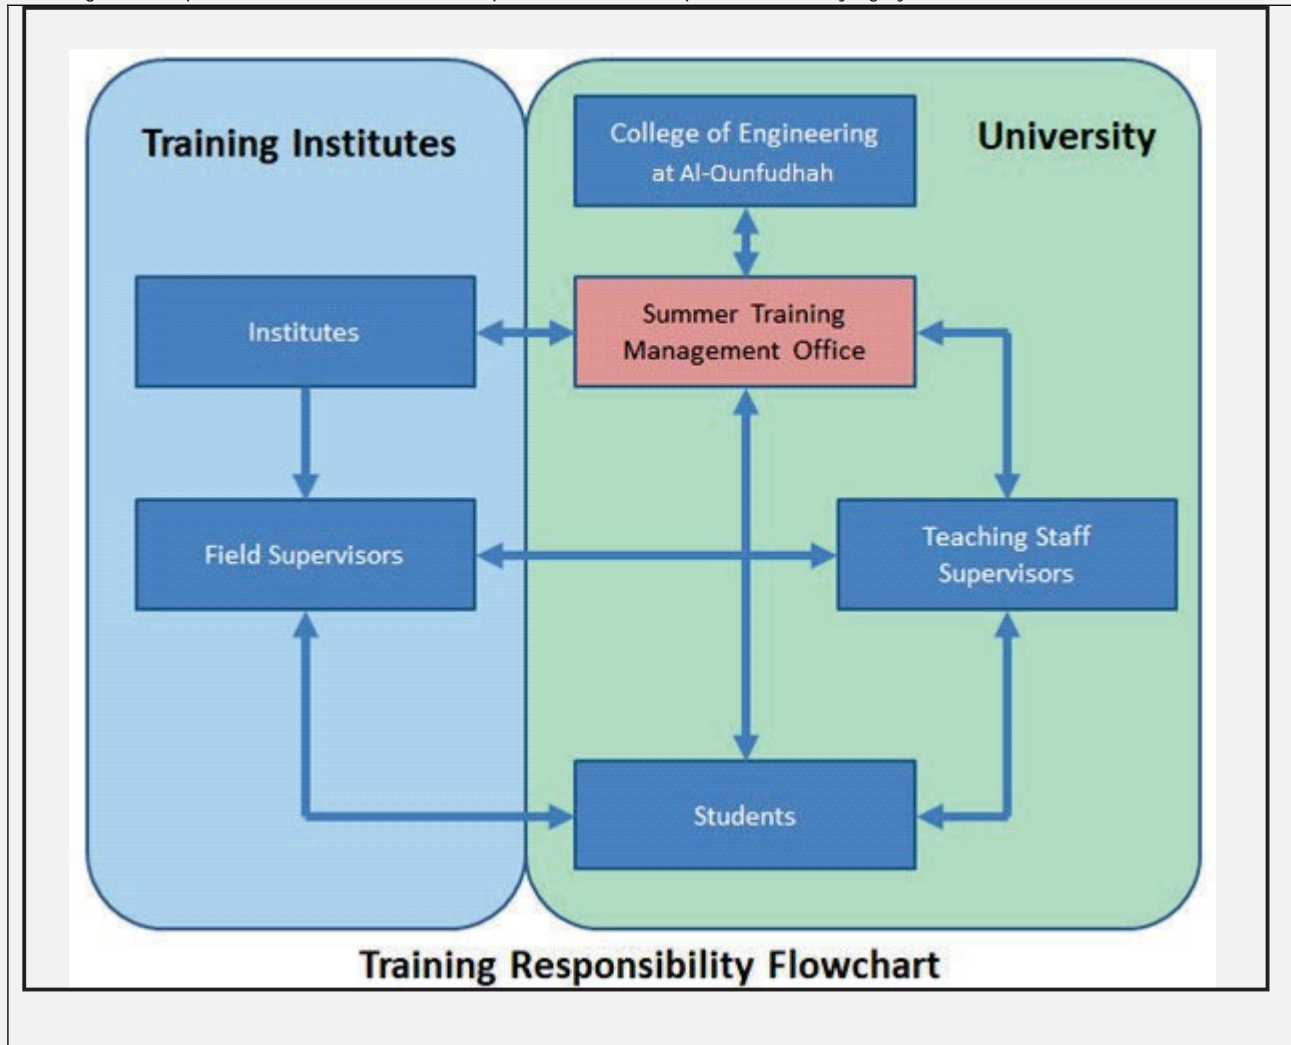 Training Institutes
College of Engineering
at Al-Qunfudhah
University
Institutes
Summer Training
Management Office
Field Supervisors
Teaching Staff
Supervisors
Students
Training Responsibility Flowchart